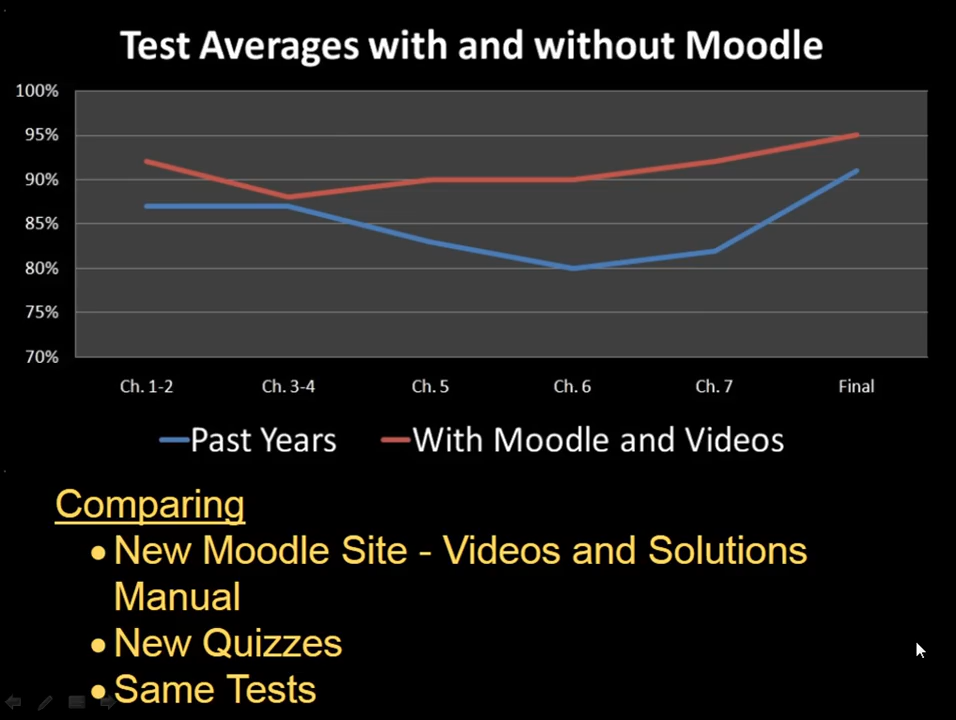 Test Averages with and without Moodle
100%
95%
90%
85%
80%
75%
70%
Ch. 1-2 Ch. 3-4 Ch. 5 Ch. 6 Ch. 7 Final
Past Years With Moodle and Videos
Comparing
•New Moodle Site - Videos and Solutions
Manual
•New Quizzes
•Same Tests